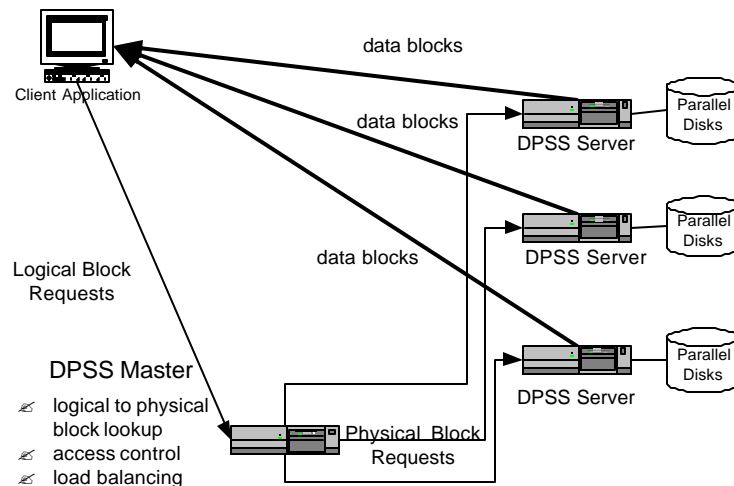 data blocks
Client Application
Parallel
Disks
DPSS Server
data blocks
Parallel
Disks
DPSS Server
data blocks
Logical Block
Requests
Parallel
Disks
DPSS Server
DPSS Master
logical to physical
block lookup
access control
load balancing
Physical Block
Requests